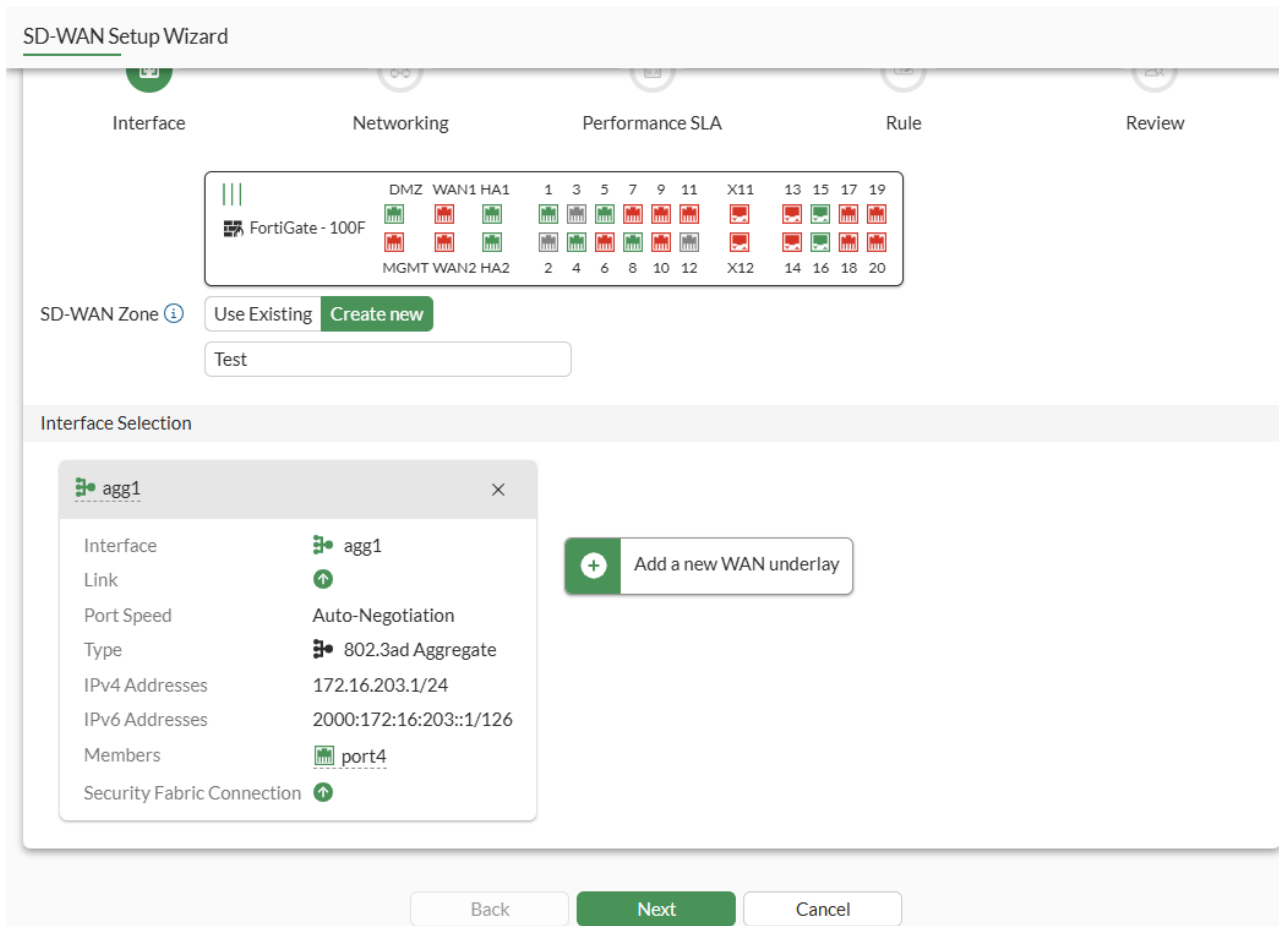 SD-WAN Setup Wizard
Interface Networking Performance SLA Rule Review
DMZ WAN1 HA1 1 3 5 7 9 11 X11 13 15 17 19
FortiGate - 100F
MGMT WAN2 HA2 2 4 6 8 10 12 X12 14 16 18 20
SD-WAN Zone Use Existing Create new
Test
Interface Selection
agg1
Interface agg1
Link
Port Speed Auto-Negotiation
Type 802.3ad Aggregate
IPv4 Addresses 172.16.203.1/24
IPv6 Addresses 2000:172:16:203::1/126
Members port4
Security Fabric Connection
Add a new WAN underlay
Back Next Cancel